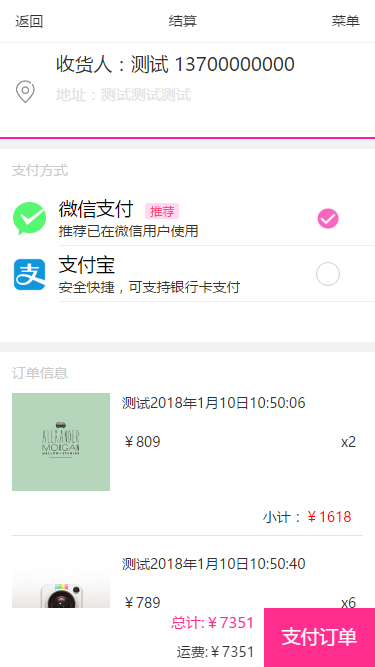 返回 结算 菜单
收货人：测试 13700000000
地址：测试测试测试
支付方式
微信支付 推荐
推荐已在微信用户使用
支付宝
安全快捷，可支持银行卡支付
订单信息
测试2018年1月10日10:50:06
ALEXANDER
MORGAN
￥809 x2
小计：￥1618
测试2018年1月10日10:50:40
￥789 x6
总计:￥7351
运费:￥7351
支付订单